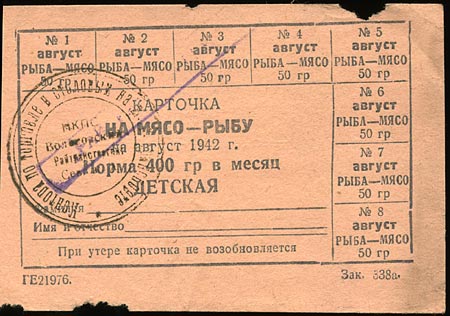 № 1
август
РЫБА—МЯСО
50 гр
№ 2
август
РЫБА—МЯСО
50 гр
№ 3
август
РЫБА—МЯСО
50 гр
№ 4
август
РЫБА—МЯСО
50 гр
№ 5
август
РЫБА—МЯСО
50 гр
КАРТОЧКА
НА МЯСО—РЫБУ
на август 1942 г.
Норма 400 гр в месяц
ДЕТСКАЯ
Фамилия
Имя и отчество
При утере карточка не возобновляется
№ 6
август
РЫБА—МЯСО
50 гр
№ 7
август
РЫБА—МЯСО
50 гр
№ 8
август
РЫБА—МЯСО
50 гр
НКПС
ГЕ21976.
Зак. 538а.